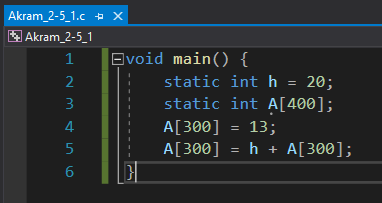 Akram_2-5_1.c
Akram_2-5_1
1 void main() {
2 static int h = 20;
3 static int A[400];
4 A[300] = 13;
5 A[300] = h + A[300];
6 }